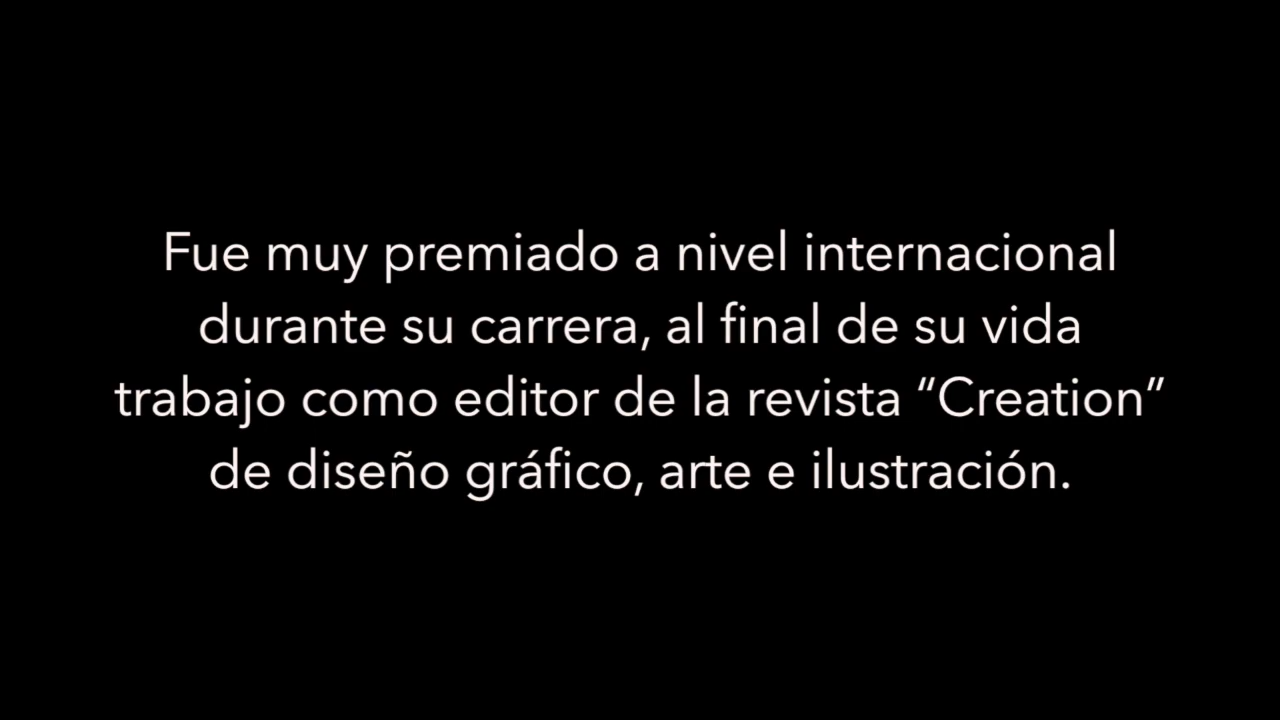 Fue muy premiado a nivel internacional
durante su carrera, al final de su vida
trabajo como editor de la revista “Creation”
de diseño gráfico, arte e ilustración.